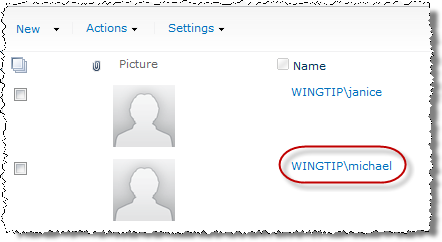 New Actions Settings
Picture Name
WINGTIP\janice
WINGTIP\michael